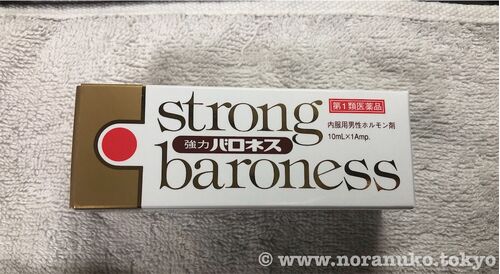 strong
強力バロネス
baroness
第1類医薬品
内服用男性ホルモン剤
10mL×1Amp.
© www.noranuko.tokyo